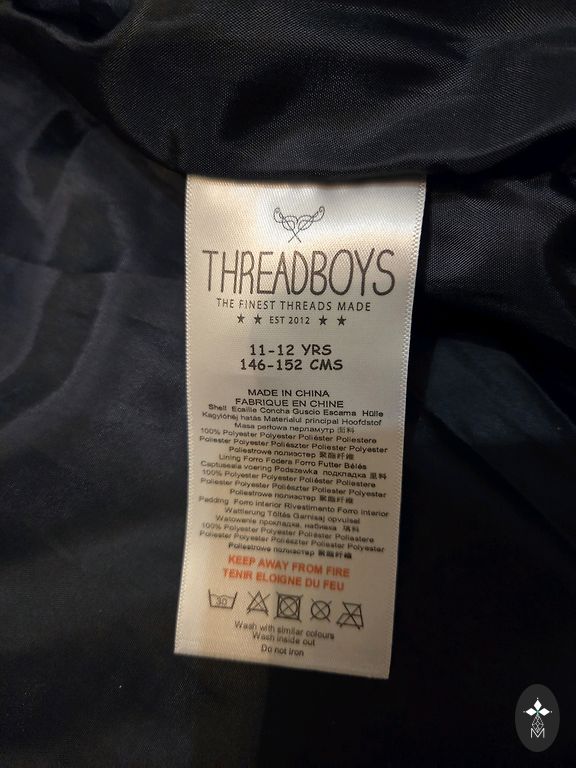 THREADBOYS
THE FINEST THREADS MADE
★ ★ EST 2012 ★ ★
11-12 YRS
146-152 CMS
MADE IN CHINA
FABRIQUE EN CHINE
Shell Ecaille Concha Guscio Escama Hülle
Kagylóhéj hatás Materiałul principal Hoofdstof
Masa perłowa перламутр 面料
100% Polyester Polyester Poliéster Poliestere
Polyester Poliester Poliészter Polyester Polyester
Poliestrowe полиэстер 聚酯纤维
Lining Forro Fodera Forro Futter Bélés
Captuseala voering Podszewka подкладка 里料
100% Polyester Polyester Poliéster Poliestere
Polyester Poliester Poliészter Polyester Polyester
Poliestrowe полиэстер 聚酯纤维
Padding Forro interior Rivestimento Forro interior
Wattierung Töltés Garnisaj opvulsel
Watowenie прокладка, набивка 填料
100% Polyester Polyester Poliéster Poliestere
Polyester Poliester Poliészter Polyester Polyester
Poliestrowe полиэстер 聚酯纤维
KEEP AWAY FROM FIRE
TENIR ELOIGNE DU FEU
30
Wash with similar colours
Wash inside out
Do not iron
M